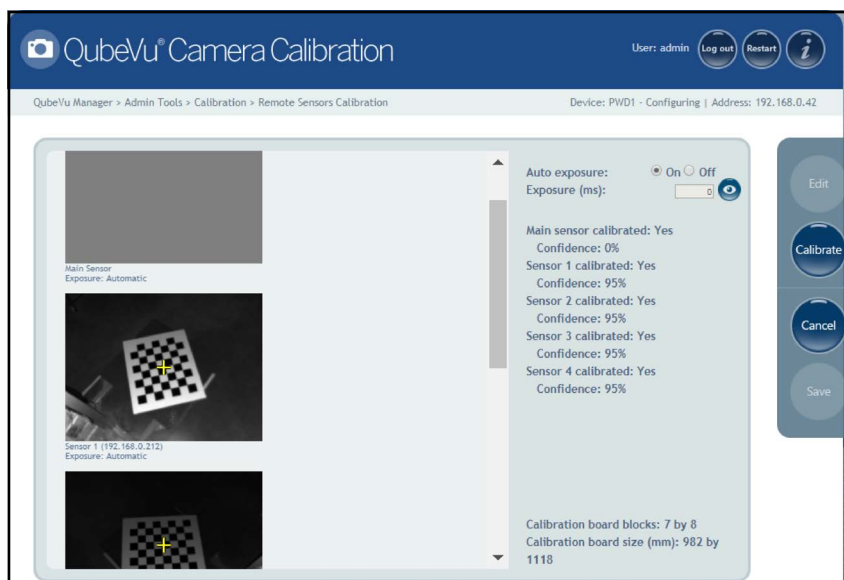 QubeVu® Camera Calibration
User: admin
Log out
Restart
i
QubeVu Manager > Admin Tools > Calibration > Remote Sensors Calibration
Device: PWD1 - Configuring | Address: 192.168.0.42
Main Sensor
Exposure: Automatic
Sensor 1 (192.168.0.212)
Exposure: Automatic
Auto exposure: On Off
Exposure (ms): 0
Main sensor calibrated: Yes
Confidence: 0%
Sensor 1 calibrated: Yes
Confidence: 95%
Sensor 2 calibrated: Yes
Confidence: 95%
Sensor 3 calibrated: Yes
Confidence: 95%
Sensor 4 calibrated: Yes
Confidence: 95%
Calibration board blocks: 7 by 8
Calibration board size (mm): 982 by
1118
Edit
Calibrate
Cancel
Save